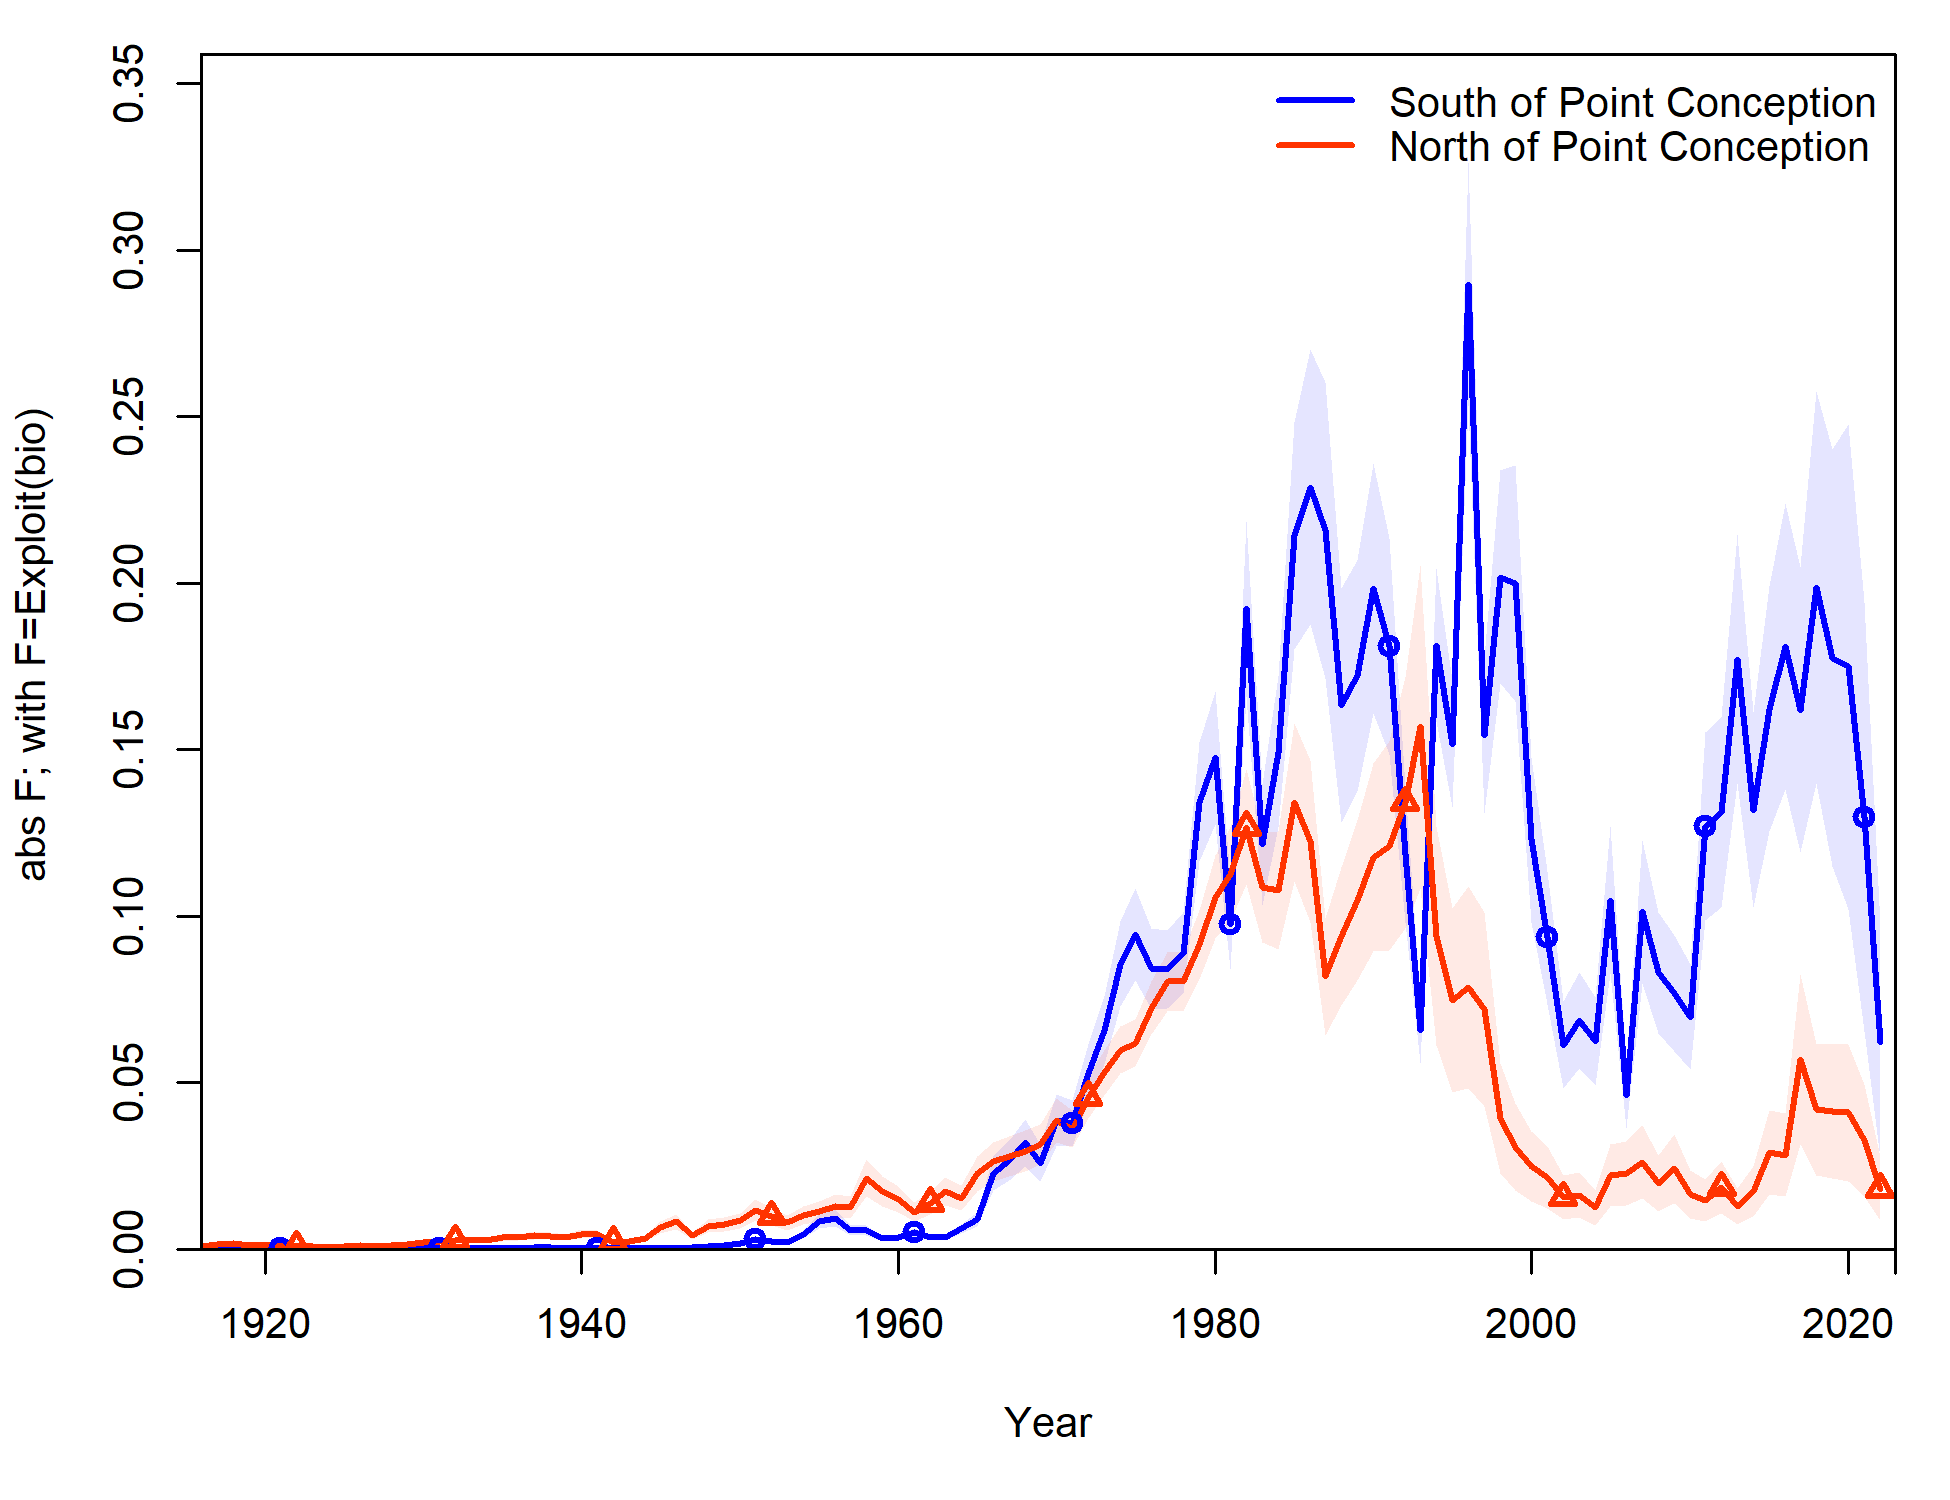 South of Point Conception
North of Point Conception
abs F; with F=Exploit(bio)
0.35
0.30
0.25
0.20
0.15
0.10
0.05
0.00
1920 1940 1960 1980 2000 2020
Year